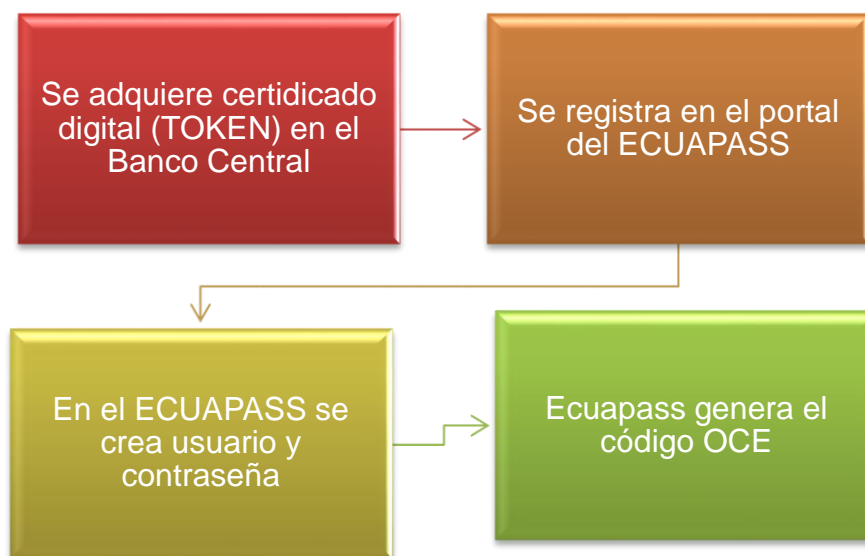 Se adquiere certidicado
digital (TOKEN) en el
Banco Central
Se registra en el portal
del ECUAPASS
En el ECUAPASS se
crea usuario y
contraseña
Ecuapass genera el
código OCE